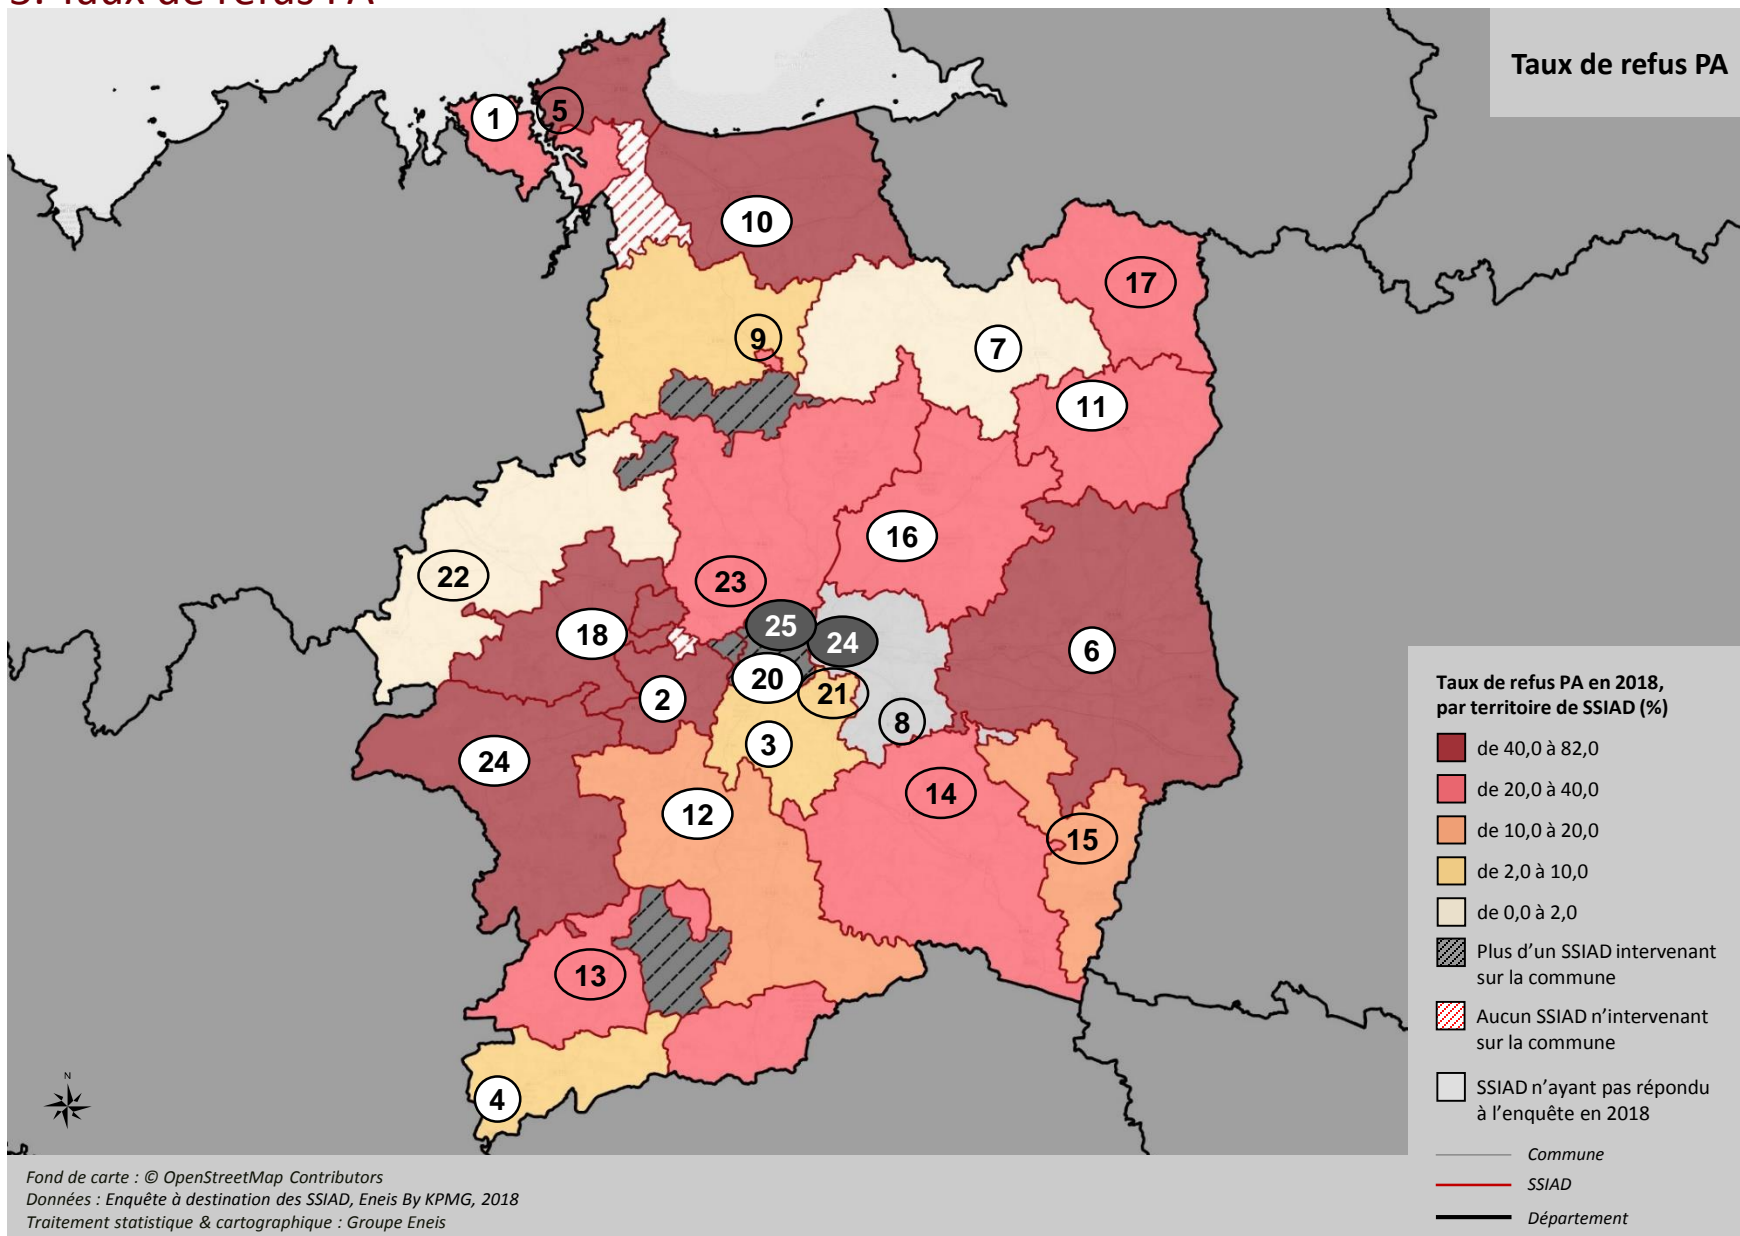 3. Taux de refus PA
Taux de refus PA
1
5
10
17
9
7
11
16
22
23
25
24
18
6
20
21
2
8
3
24
14
12
15
13
4
N
Taux de refus PA en 2018,
par territoire de SSIAD (%)
de 40,0 à 82,0
de 20,0 à 40,0
de 10,0 à 20,0
de 2,0 à 10,0
de 0,0 à 2,0
Plus d'un SSIAD intervenant
sur la commune
Aucun SSIAD n'intervenant
sur la commune
SSIAD n'ayant pas répondu
à l'enquête en 2018
Commune
SSIAD
Département
Fond de carte : © OpenStreetMap Contributors
Données : Enquête à destination des SSIAD, Eneis By KPMG, 2018
Traitement statistique & cartographique : Groupe Eneis